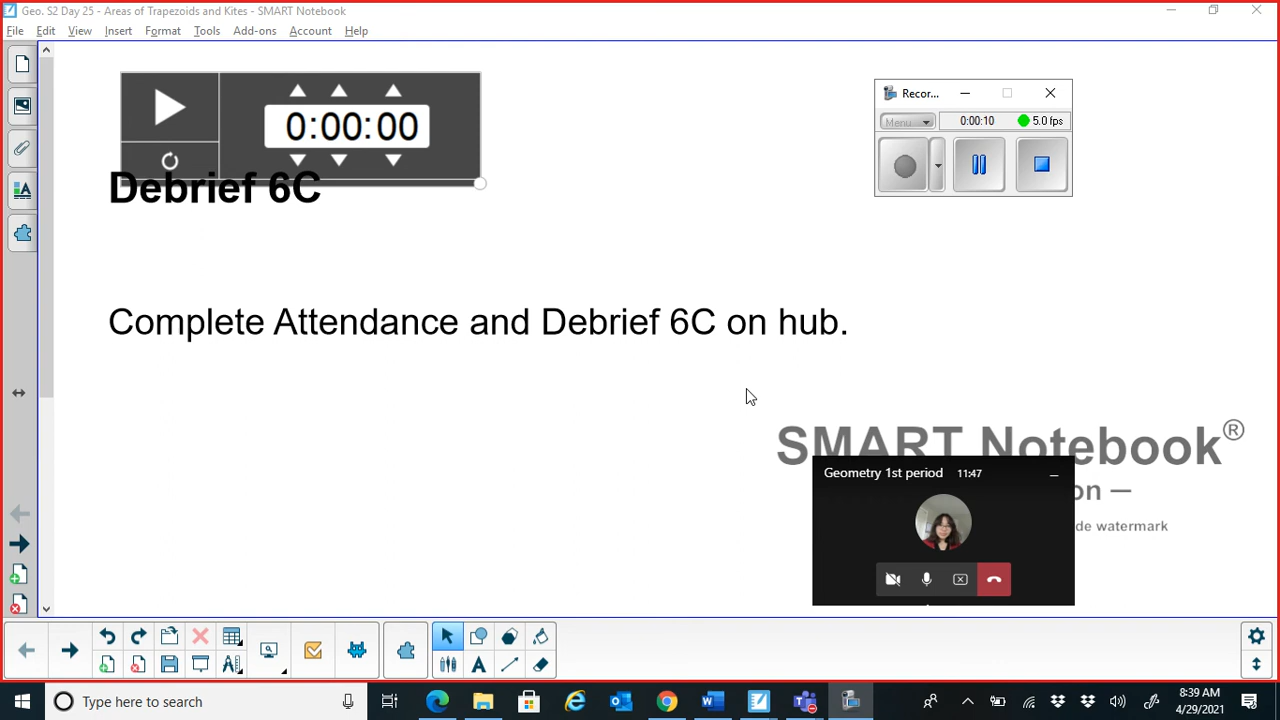 Geo. S2 Day 25 - Areas of Trapezoids and Kites - SMART Notebook
File Edit View Insert Format Tools Add-ons Account Help
0:00:00
Recor...
Menu 0:00:10 5.0 fps
Debrief 6C
Complete Attendance and Debrief 6C on hub.
SMART Notebook®
Geometry 1st period 11:47
on —
de watermark
Type here to search
8:39 AM
4/29/2021